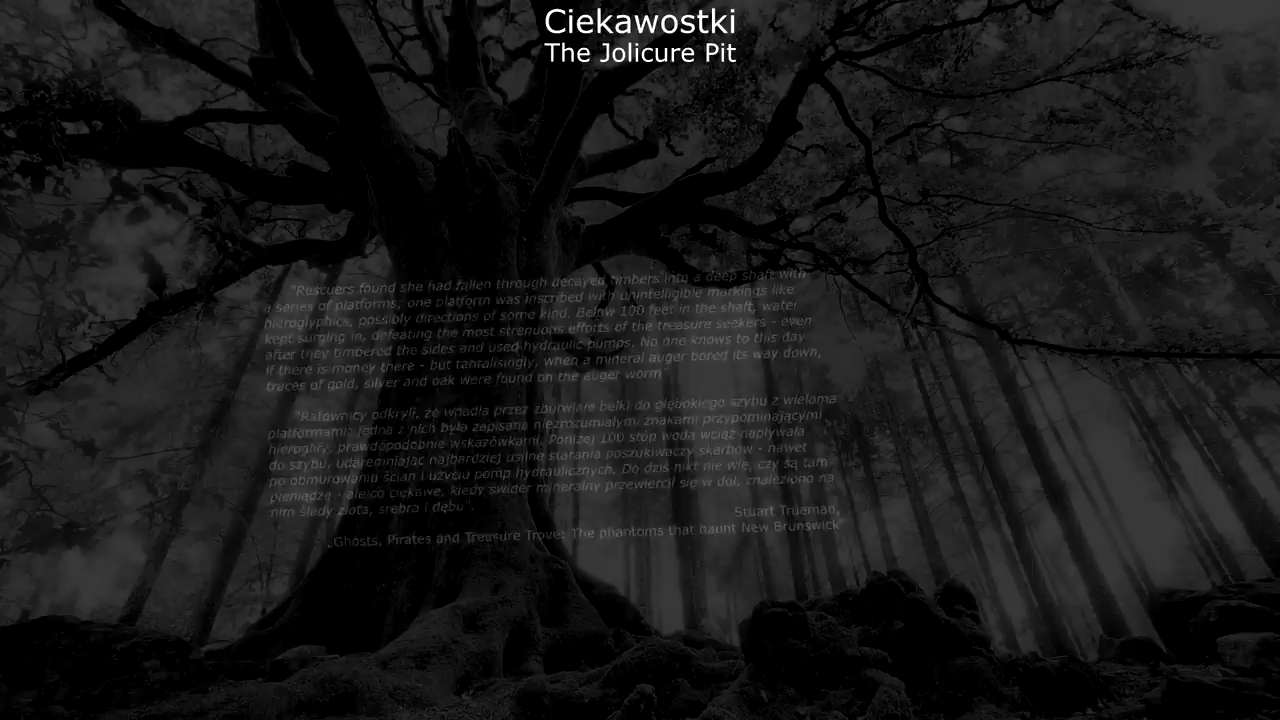 Ciekawostki
The Jolicure Pit
"Rescuers found she had fallen through decayed timbers into a deep shaft with
a series of platforms; one platform was inscribed with unintelligible markings like
hieroglyphics, possibly directions of some kind. Below 100 feet in the shaft, water
kept surging in, defeating the most strenuous efforts of the treasure seekers - even
after they timbered the sides and used hydraulic pumps. No one knows to this day
if there is money there - but tantalisingly, when a mineral auger bored its way down,
traces of gold, silver and oak were found on the auger worm"
"Ratownicy odkryli, że wpadła przez zburwiałe belki do głębokiego szybu z wieloma
platformami; jedna z nich była zapisana niezrozumiałymi znakami przypominającymi
hieroglify, prawdopodobnie wskazówkami. Poniżej 100 stóp woda wciąż napływała
do szybu, udaremniając najbardziej usilne starania poszukiwaczy skarbów - nawet
po obmurowaniu ścian i użyciu pomp hydraulicznych. Do dziś nikt nie wie, czy są tam
pieniądze - ale co ciekawe, kiedy świder mineralny przewiercił się w dół, znaleziono na
nim ślady złota, srebra i dębu".
Stuart Trueman,
„Ghosts, Pirates and Treasure Trove: The phantoms that haunt New Brunswick"